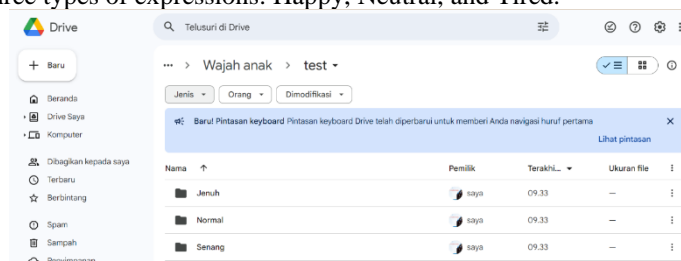 three types of expressions: Happy, Neutral, and Tired.
Drive
Telusuri di Drive
Baru
Wajah anak > test
Jenis
Orang
Dimodifikasi
Beranda
Drive Saya
Komputer
Baru! Pintasan keyboard Pintasan keyboard Drive telah diperbarui untuk memberi Anda navigasi huruf pertama
Lihat pintasan
Dibagikan kepada saya
Terbaru
Berbintang
Spam
Sampah
Penyimpanan
Nama Pemilik Terakhi... Ukuran file
Jenuh saya 09.33 —
Normal saya 09.33 —
Senang saya 09.33 —